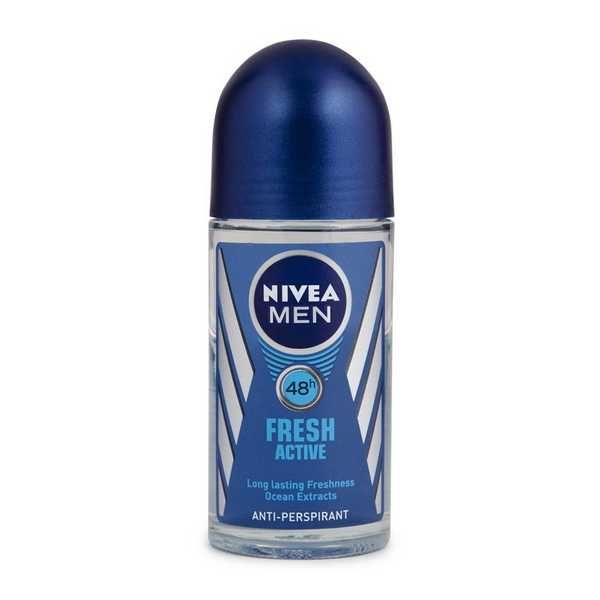 NIVEA
MEN
48h
FRESH
ACTIVE
Long lasting Freshness
Ocean Extracts
ANTI-PERSPIRANT